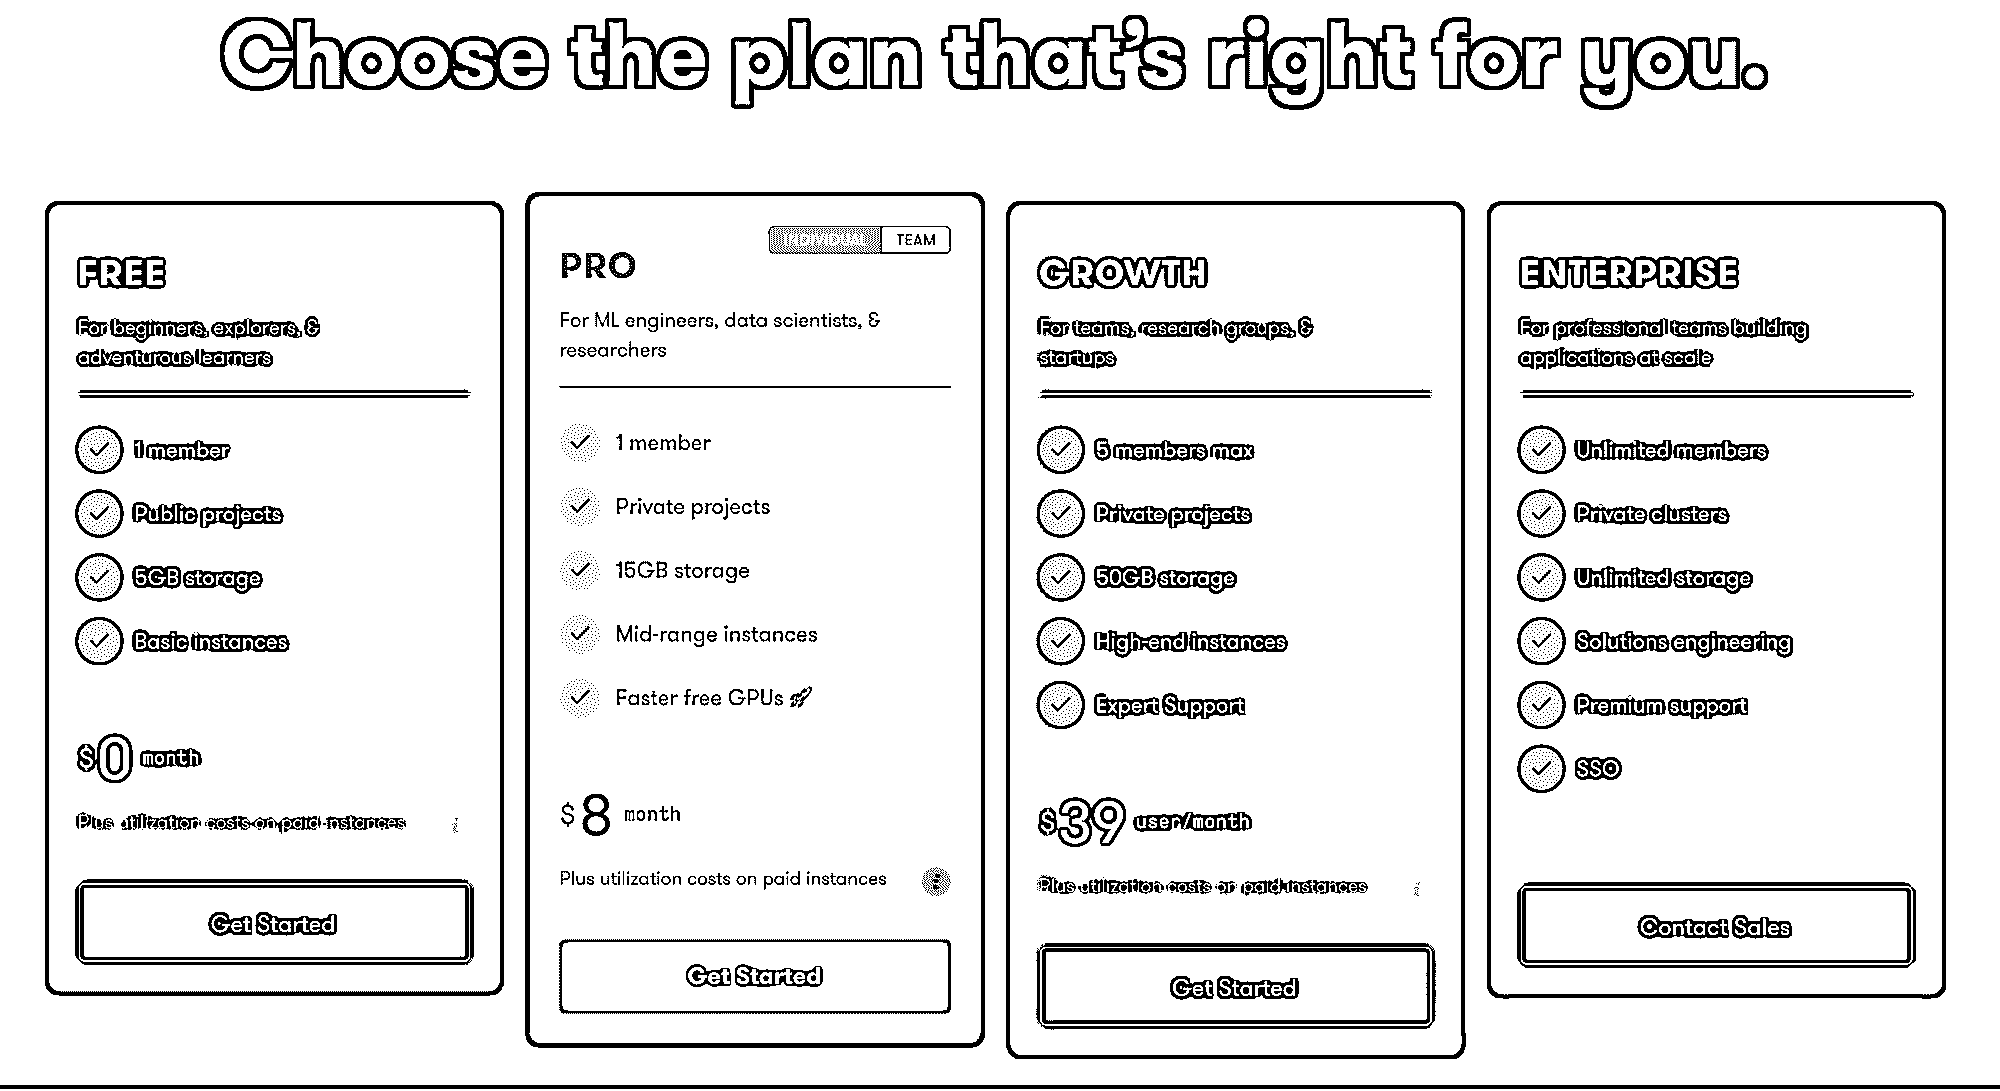 Choose the plan that's right for you.
FREE
For beginners, explorers, &
adventurous learners
1 member
Public projects
5GB storage
Basic instances
$0 month
Plus utilization costs on paid instances
Get Started
INDIVIDUAL TEAM
PRO
For ML engineers, data scientists, &
researchers
1 member
Private projects
15GB storage
Mid-range instances
Faster free GPUs 🚀
$8 month
Plus utilization costs on paid instances
Get Started
GROWTH
For teams, research groups, &
startups
5 members max
Private projects
50GB storage
High-end instances
Expert Support
$39 user/month
Plus utilization costs on paid instances
Get Started
ENTERPRISE
For professional teams building
applications at scale
Unlimited members
Private clusters
Unlimited storage
Solutions engineering
Premium support
SSO
Contact Sales